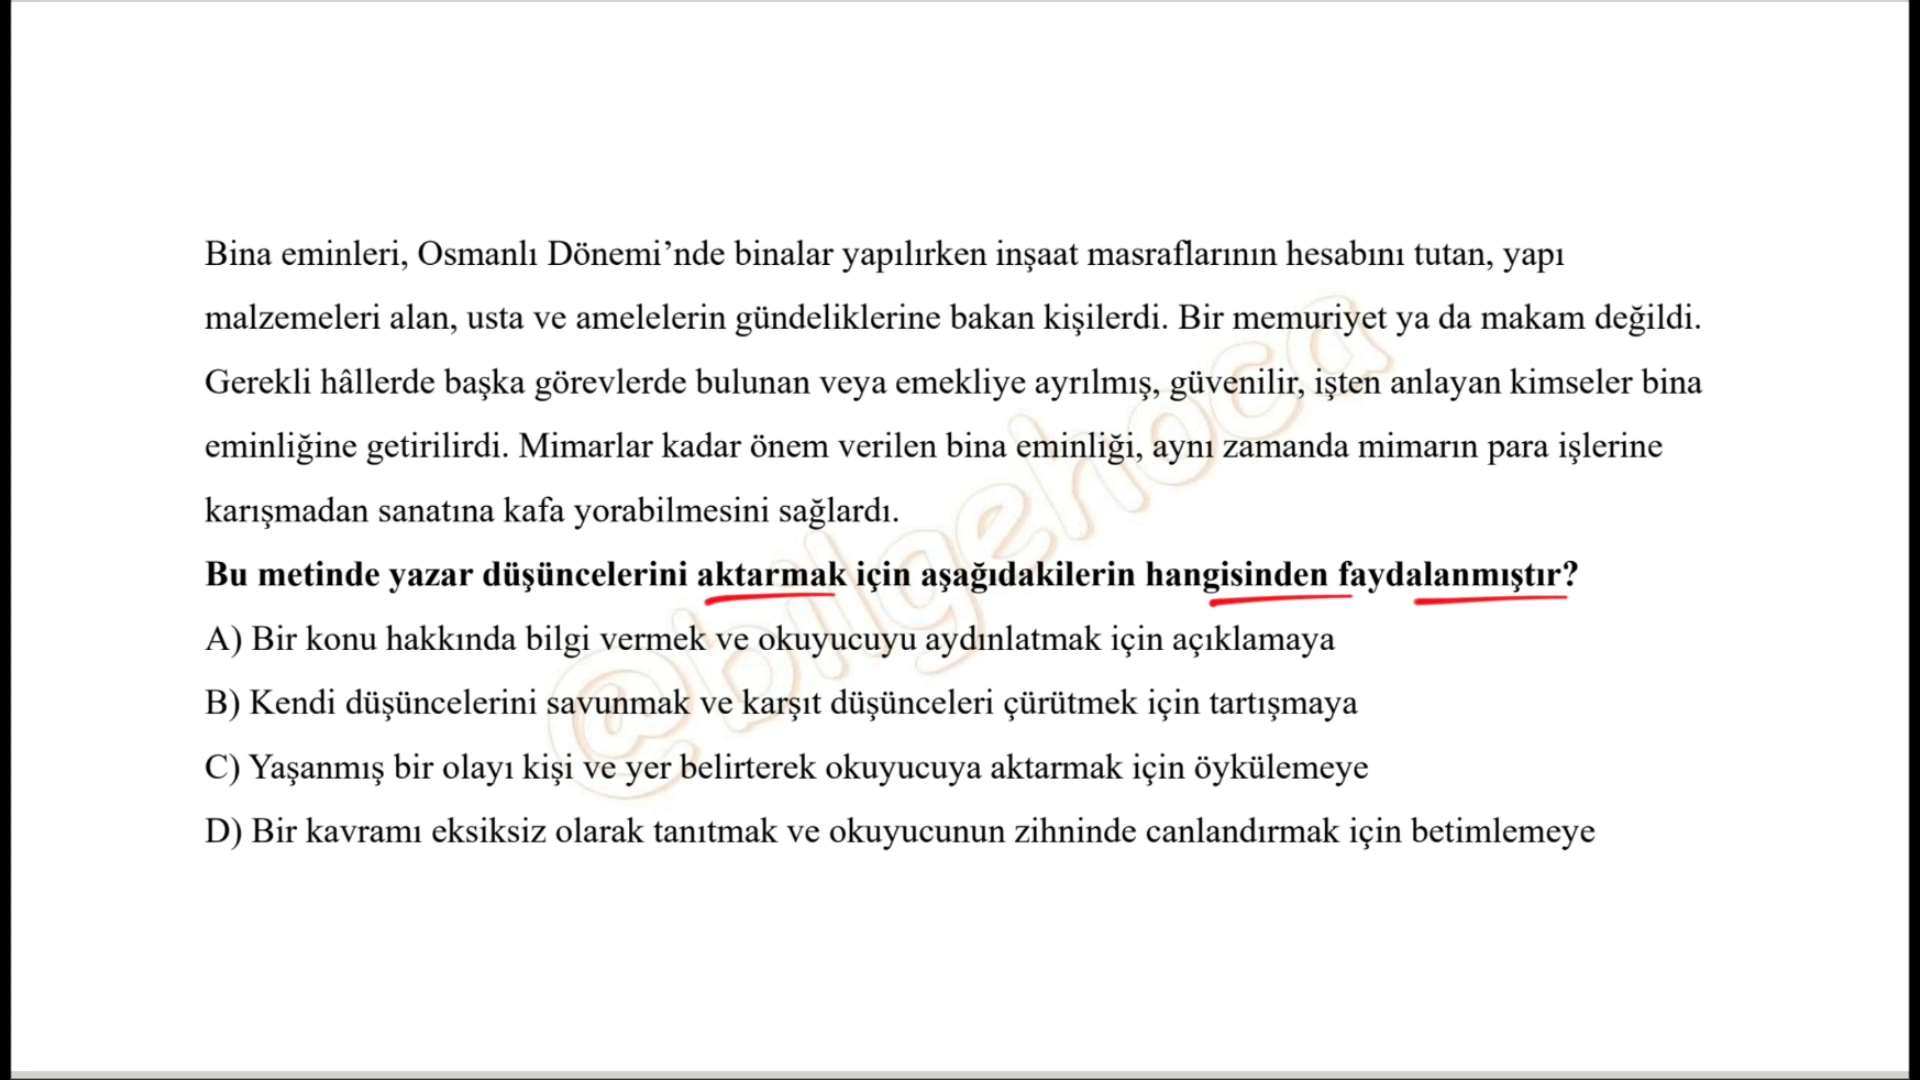 Bina eminleri, Osmanlı Dönemi’nde binalar yapılırken inşaat masraflarının hesabını tutan, yapı
malzemeleri alan, usta ve amelelerin gündeliklerine bakan kişilerdi. Bir memuriyet ya da makam değildi.
Gerekli hâllerde başka görevlerde bulunan veya emekliye ayrılmış, güvenilir, işten anlayan kimseler bina
eminliğine getirilirdi. Mimarlar kadar önem verilen bina eminliği, aynı zamanda mimarın para işlerine
karışmadan sanatına kafa yorabilmesini sağlardı.
Bu metinde yazar düşüncelerini aktarmak için aşağıdakilerin hangisinden faydalanmıştır?
A) Bir konu hakkında bilgi vermek ve okuyucuyu aydınlatmak için açıklamaya
B) Kendi düşüncelerini savunmak ve karşıt düşünceleri çürütmek için tartışmaya
C) Yaşanmış bir olayı kişi ve yer belirterek okuyucuya aktarmak için öykülemeye
D) Bir kavramı eksiksiz olarak tanıtmak ve okuyucunun zihninde canlandırmak için betimlemeye
@bilgehoca